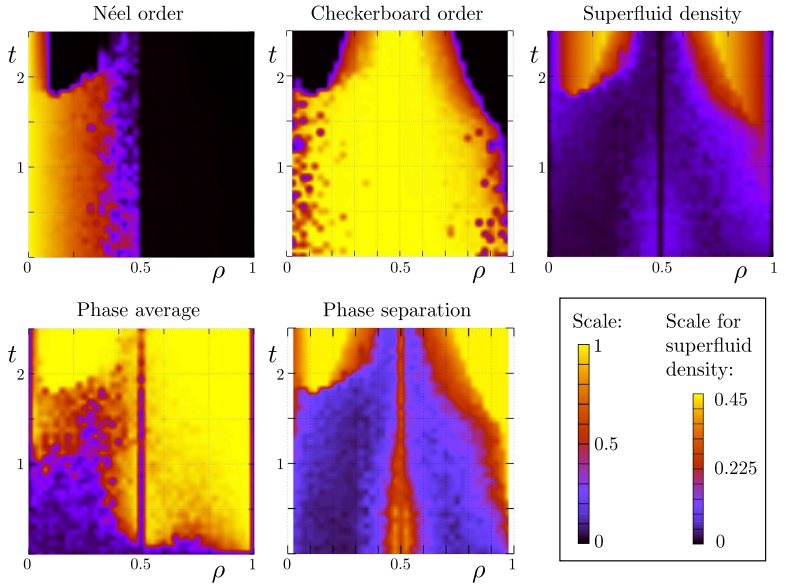 Néel order
Checkerboard order
Superfluid density
t
2
1
0
0.5
ρ
1
t
2
1
0
0.5
ρ
1
t
2
1
0
0.5
ρ
1
Phase average
Phase separation
t
2
1
0
0.5
ρ
1
t
2
1
0
0.5
ρ
1
Scale:
1
0.5
0
Scale for
superfluid
density:
0.45
0.225
0